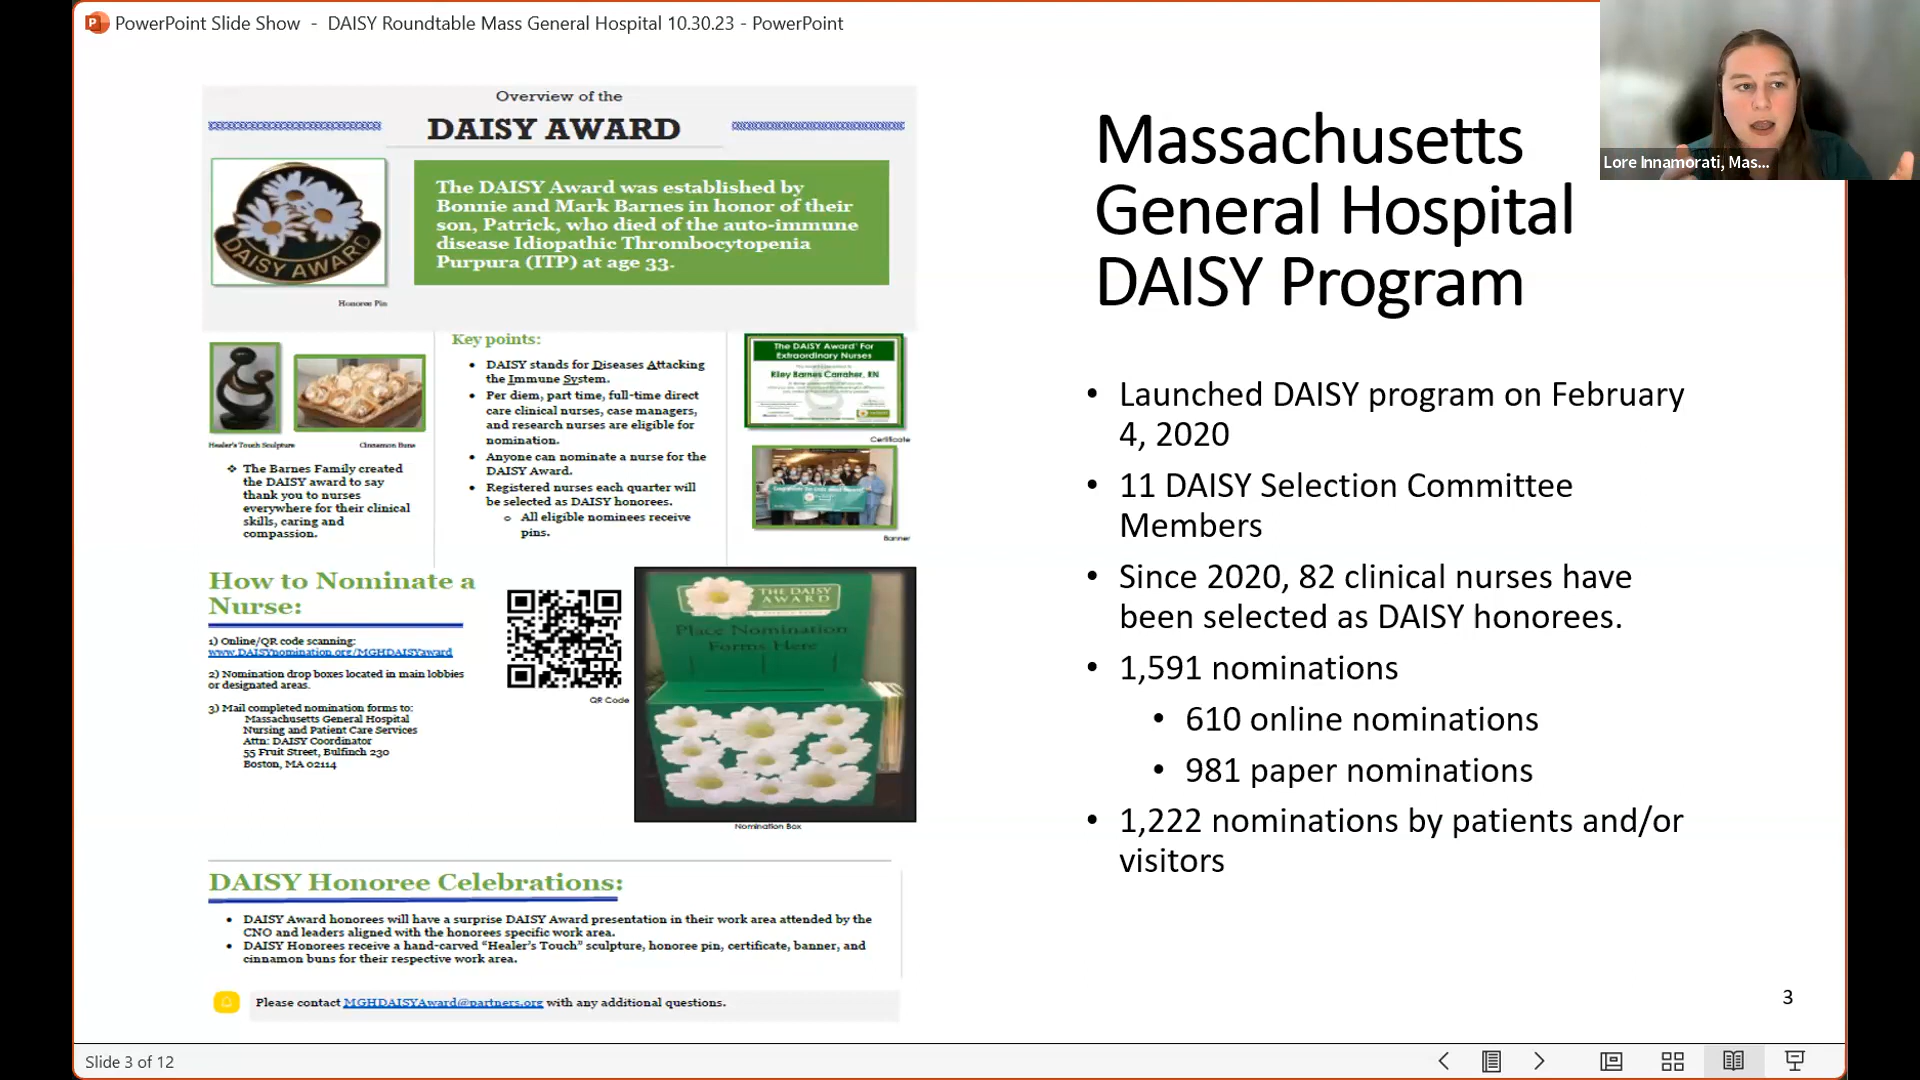 PowerPoint Slide Show - DAISY Roundtable Mass General Hospital 10.30.23 - PowerPoint
Lore Innamorati, Mas...
Overview of the
DAISY AWARD
DAISY AWARD
The DAISY Award was established by
Bonnie and Mark Barnes in honor of their
son, Patrick, who died of the auto-immune
disease Idiopathic Thrombocytopenia
Purpura (ITP) at age 33.
Honoree Pin
Healer's Touch Sculpture
Cinnamon Buns
❖ The Barnes Family created
the DAISY award to say
thank you to nurses
everywhere for their clinical
skills, caring and
compassion.
Key points:
• DAISY stands for Diseases Attacking
the Immune System.
• Per diem, part time, full-time direct
care clinical nurses, case managers,
and research nurses are eligible for
nomination.
• Anyone can nominate a nurse for the
DAISY Award.
• Registered nurses each quarter will
be selected as DAISY honorees.
o All eligible nominees receive
pins.
The DAISY Award For
Extraordinary Nurses
Riley Barnes Carraher, RN
Certificate
Banner
How to Nominate a
Nurse:
1) Online/QR code scanning:
www.DAISYnomination.org/MGHDAISYaward
2) Nomination drop boxes located in main lobbies
or designated areas.
3) Mail completed nomination forms to:
Massachusetts General Hospital
Nursing and Patient Care Services
Attn: DAISY Coordinator
55 Fruit Street, Bulfinch 230
Boston, MA 02114
QR Code
THE DAISY
AWARD
Place Nomination
Forms Here
Nomination Box
DAISY Honoree Celebrations:
• DAISY Award honorees will have a surprise DAISY Award presentation in their work area attended by the
CNO and leaders aligned with the honorees specific work area.
• DAISY Honorees receive a hand-carved “Healer’s Touch” sculpture, honoree pin, certificate, banner, and
cinnamon buns for their respective work area.
Please contact MGHDAISYAward@partners.org with any additional questions.
Massachusetts
General Hospital
DAISY Program
• Launched DAISY program on February
4, 2020
• 11 DAISY Selection Committee
Members
• Since 2020, 82 clinical nurses have
been selected as DAISY honorees.
• 1,591 nominations
• 610 online nominations
• 981 paper nominations
• 1,222 nominations by patients and/or
visitors
3
Slide 3 of 12